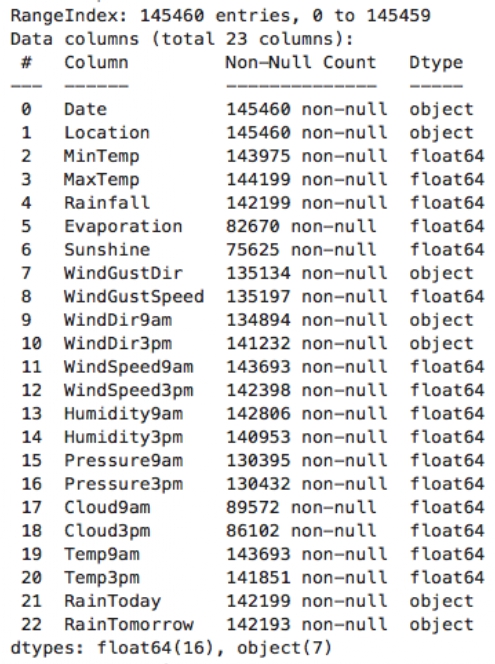 RangeIndex: 145460 entries, 0 to 145459
Data columns (total 23 columns):
 #   Column         Non-Null Count   Dtype
---  ------         --------------   -----
 0   Date           145460 non-null  object
 1   Location       145460 non-null  object
 2   MinTemp        143975 non-null  float64
 3   MaxTemp        144199 non-null  float64
 4   Rainfall       142199 non-null  float64
 5   Evaporation    82670 non-null   float64
 6   Sunshine       75625 non-null   float64
 7   WindGustDir    135134 non-null  object
 8   WindGustSpeed  135197 non-null  float64
 9   WindDir9am     134894 non-null  object
 10  WindDir3pm     141232 non-null  object
 11  WindSpeed9am   143693 non-null  float64
 12  WindSpeed3pm   142398 non-null  float64
 13  Humidity9am    142806 non-null  float64
 14  Humidity3pm    140953 non-null  float64
 15  Pressure9am    130395 non-null  float64
 16  Pressure3pm    130432 non-null  float64
 17  Cloud9am       89572 non-null   float64
 18  Cloud3pm       86102 non-null   float64
 19  Temp9am        143693 non-null  float64
 20  Temp3pm        141851 non-null  float64
 21  RainToday      142199 non-null  object
 22  RainTomorrow   142193 non-null  object
dtypes: float64(16), object(7)